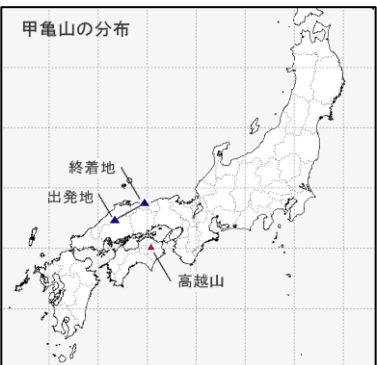 甲亀山の分布
終着地
出発地
高越山